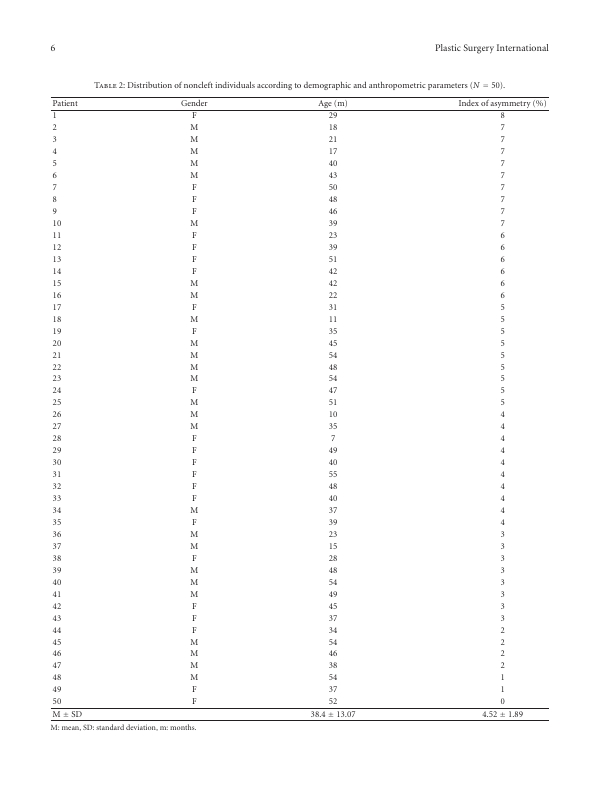 6 Plastic Surgery International
TABLE 2: Distribution of noncleft individuals according to demographic and anthropometric parameters (N = 50).
Patient Gender Age (m) Index of asymmetry (%)
1 F 29 8
2 M 18 7
3 M 21 7
4 M 17 7
5 M 40 7
6 M 43 7
7 F 50 7
8 F 48 7
9 F 46 7
10 M 39 7
11 F 23 6
12 F 39 6
13 F 51 6
14 F 42 6
15 M 42 6
16 M 22 6
17 F 31 5
18 M 11 5
19 F 35 5
20 M 45 5
21 M 54 5
22 M 48 5
23 M 54 5
24 F 47 5
25 M 51 5
26 M 10 4
27 M 35 4
28 F 7 4
29 F 49 4
30 F 40 4
31 F 55 4
32 F 48 4
33 F 40 4
34 M 37 4
35 F 39 4
36 M 23 3
37 M 15 3
38 F 28 3
39 M 48 3
40 M 54 3
41 M 49 3
42 F 45 3
43 F 37 3
44 F 34 2
45 M 54 2
46 M 46 2
47 M 38 2
48 M 54 1
49 F 37 1
50 F 52 0
M ± SD 38.4 ± 13.07 4.52 ± 1.89
M: mean, SD: standard deviation, m: months.